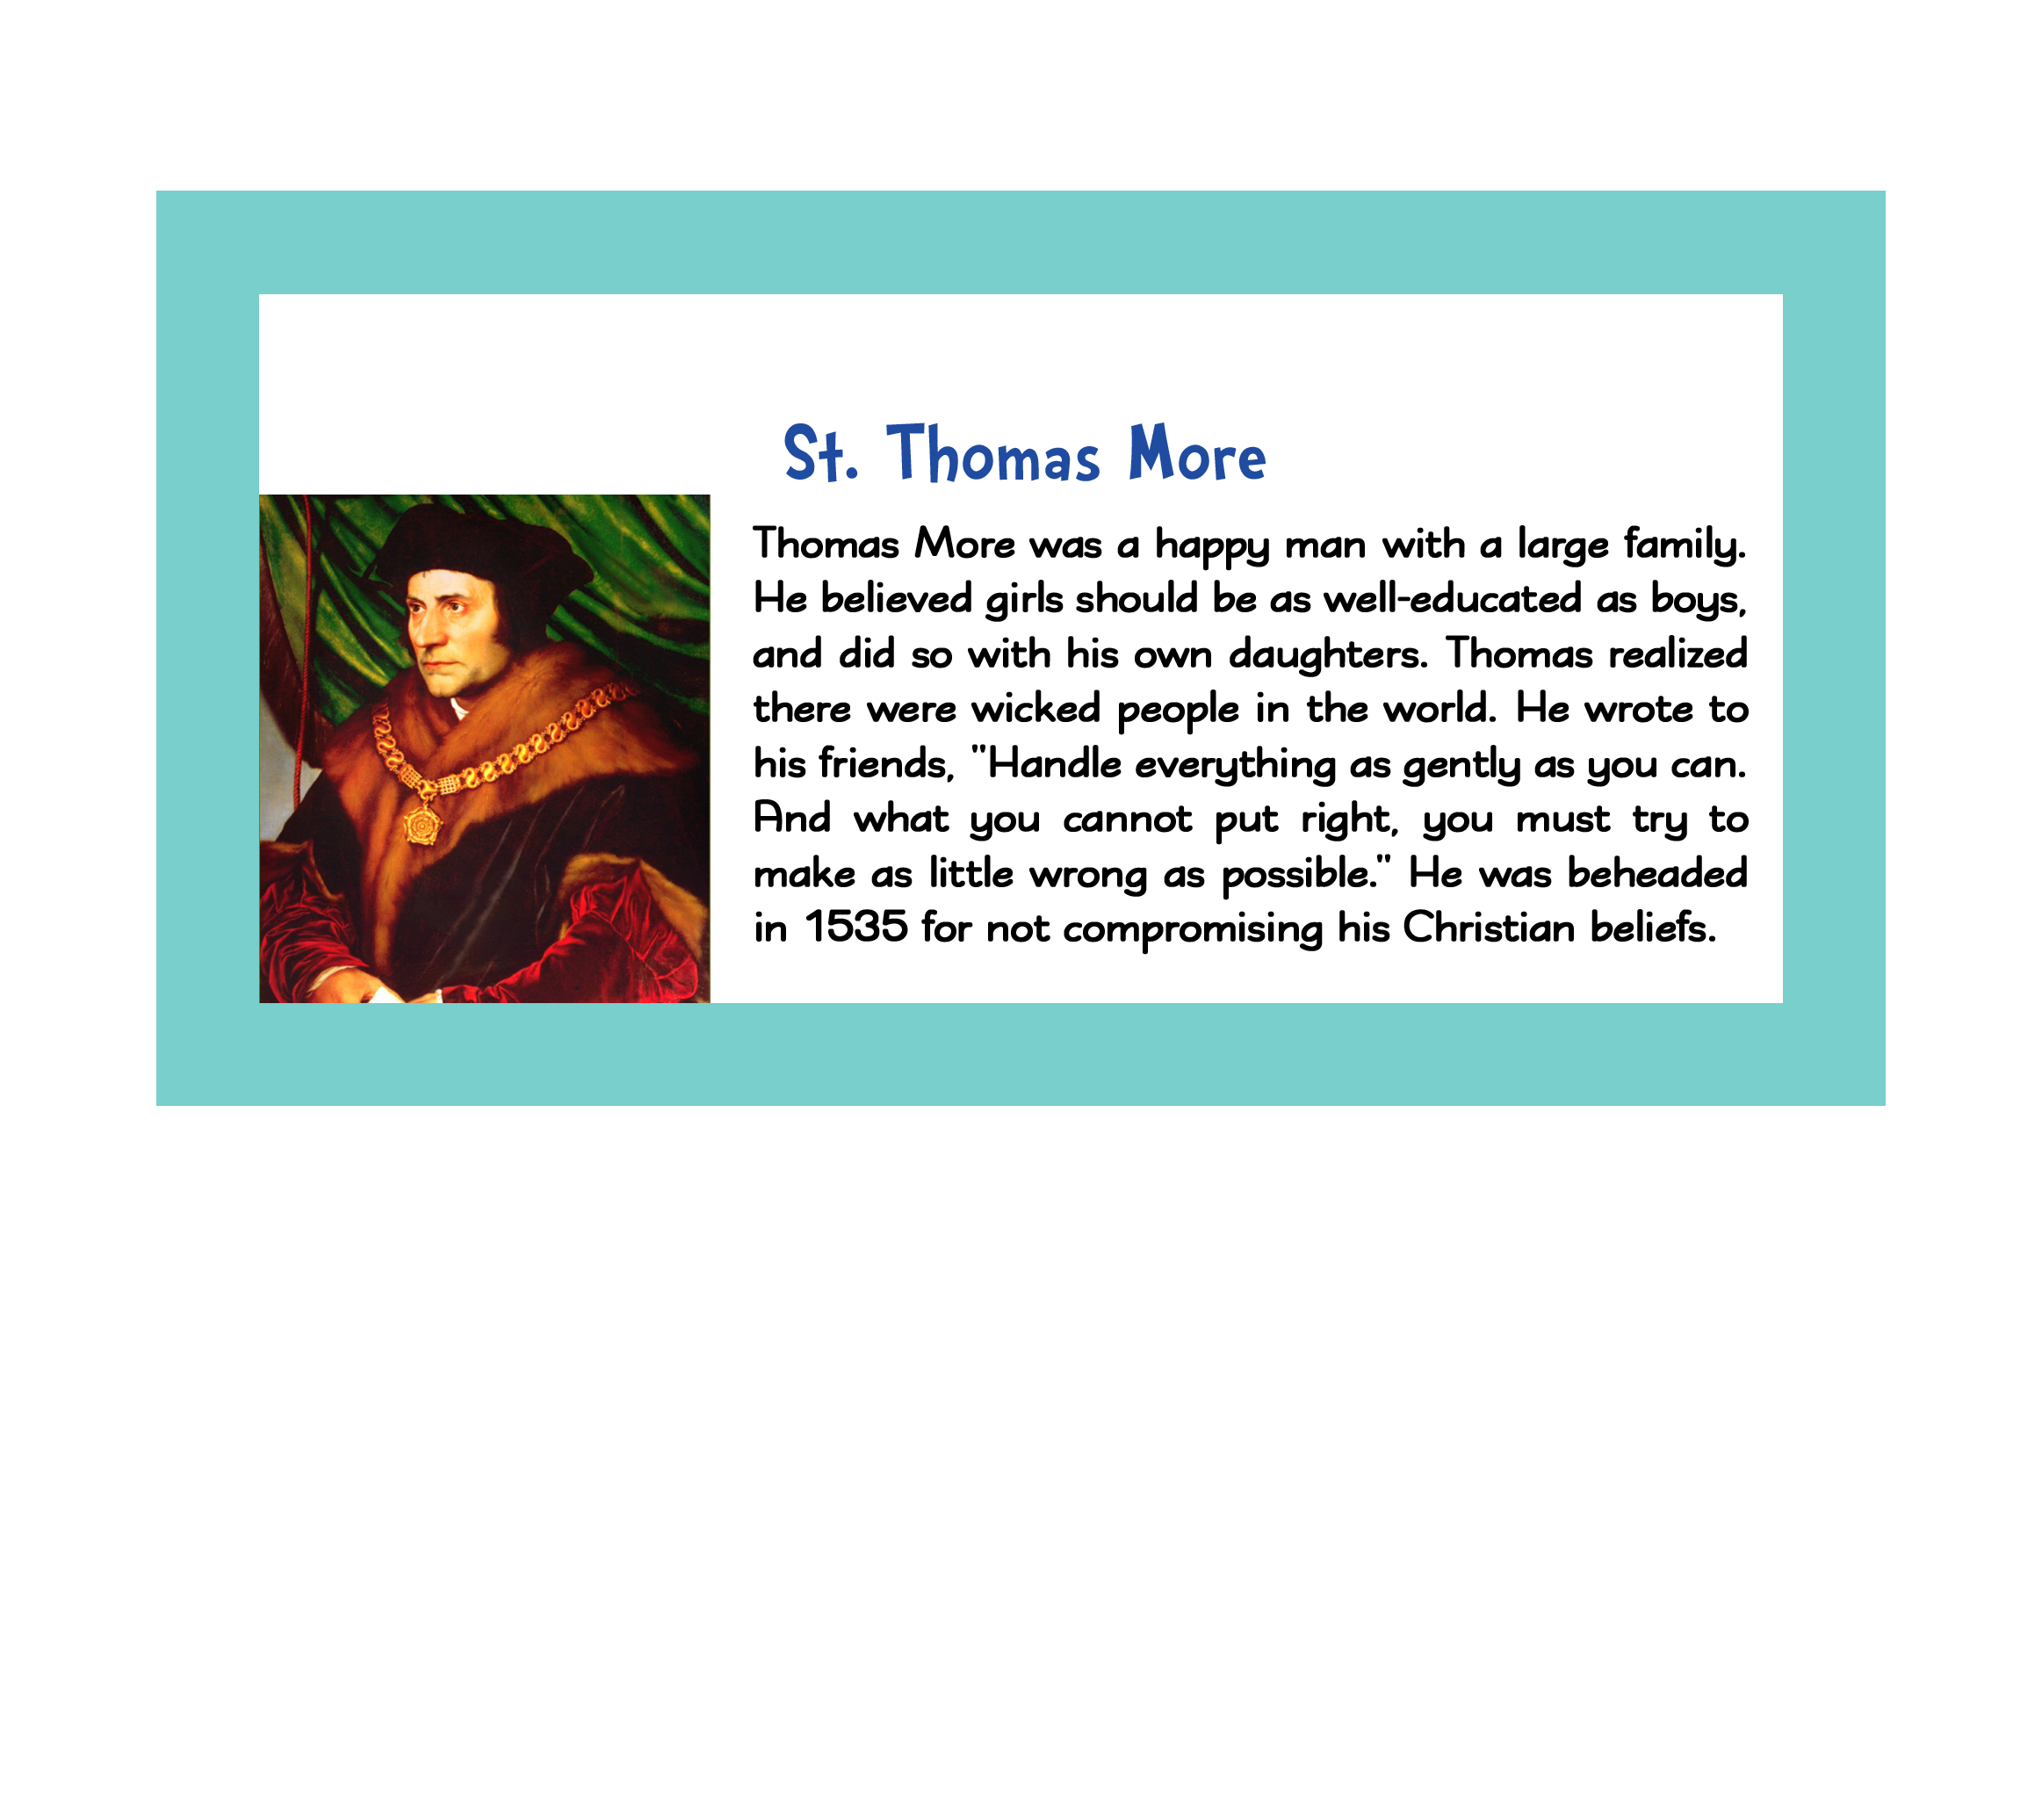 St. Thomas More
Thomas More was a happy man with a large family.
He believed girls should be as well-educated as boys,
and did so with his own daughters. Thomas realized
there were wicked people in the world. He wrote to
his friends, "Handle everything as gently as you can.
And what you cannot put right, you must try to
make as little wrong as possible." He was beheaded
in 1535 for not compromising his Christian beliefs.